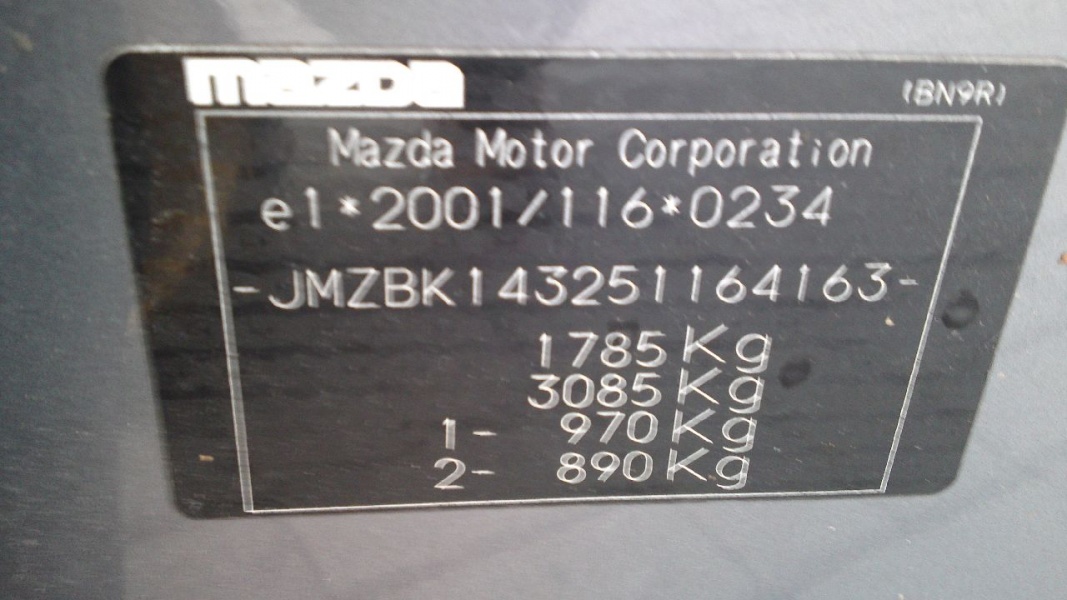 mazda
(BN9R)
Mazda Motor Corporation
e1*2001/116*0234
-JMZBK143251164163-
1785 Kg
3085 Kg
1- 970 Kg
2- 890 Kg